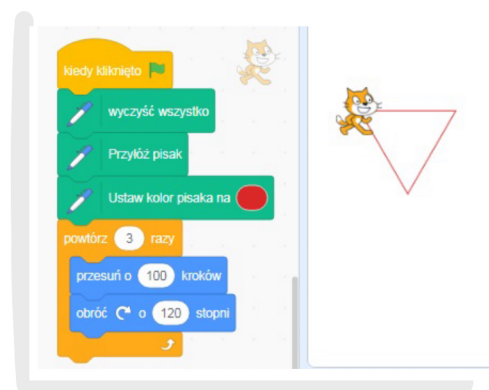 kiedy kliknięto
wyczyść wszystko
Przyłóż pisak
Ustaw kolor pisaka na
powtórz 3 razy
przesuń o 100 kroków
obróć o 120 stopni